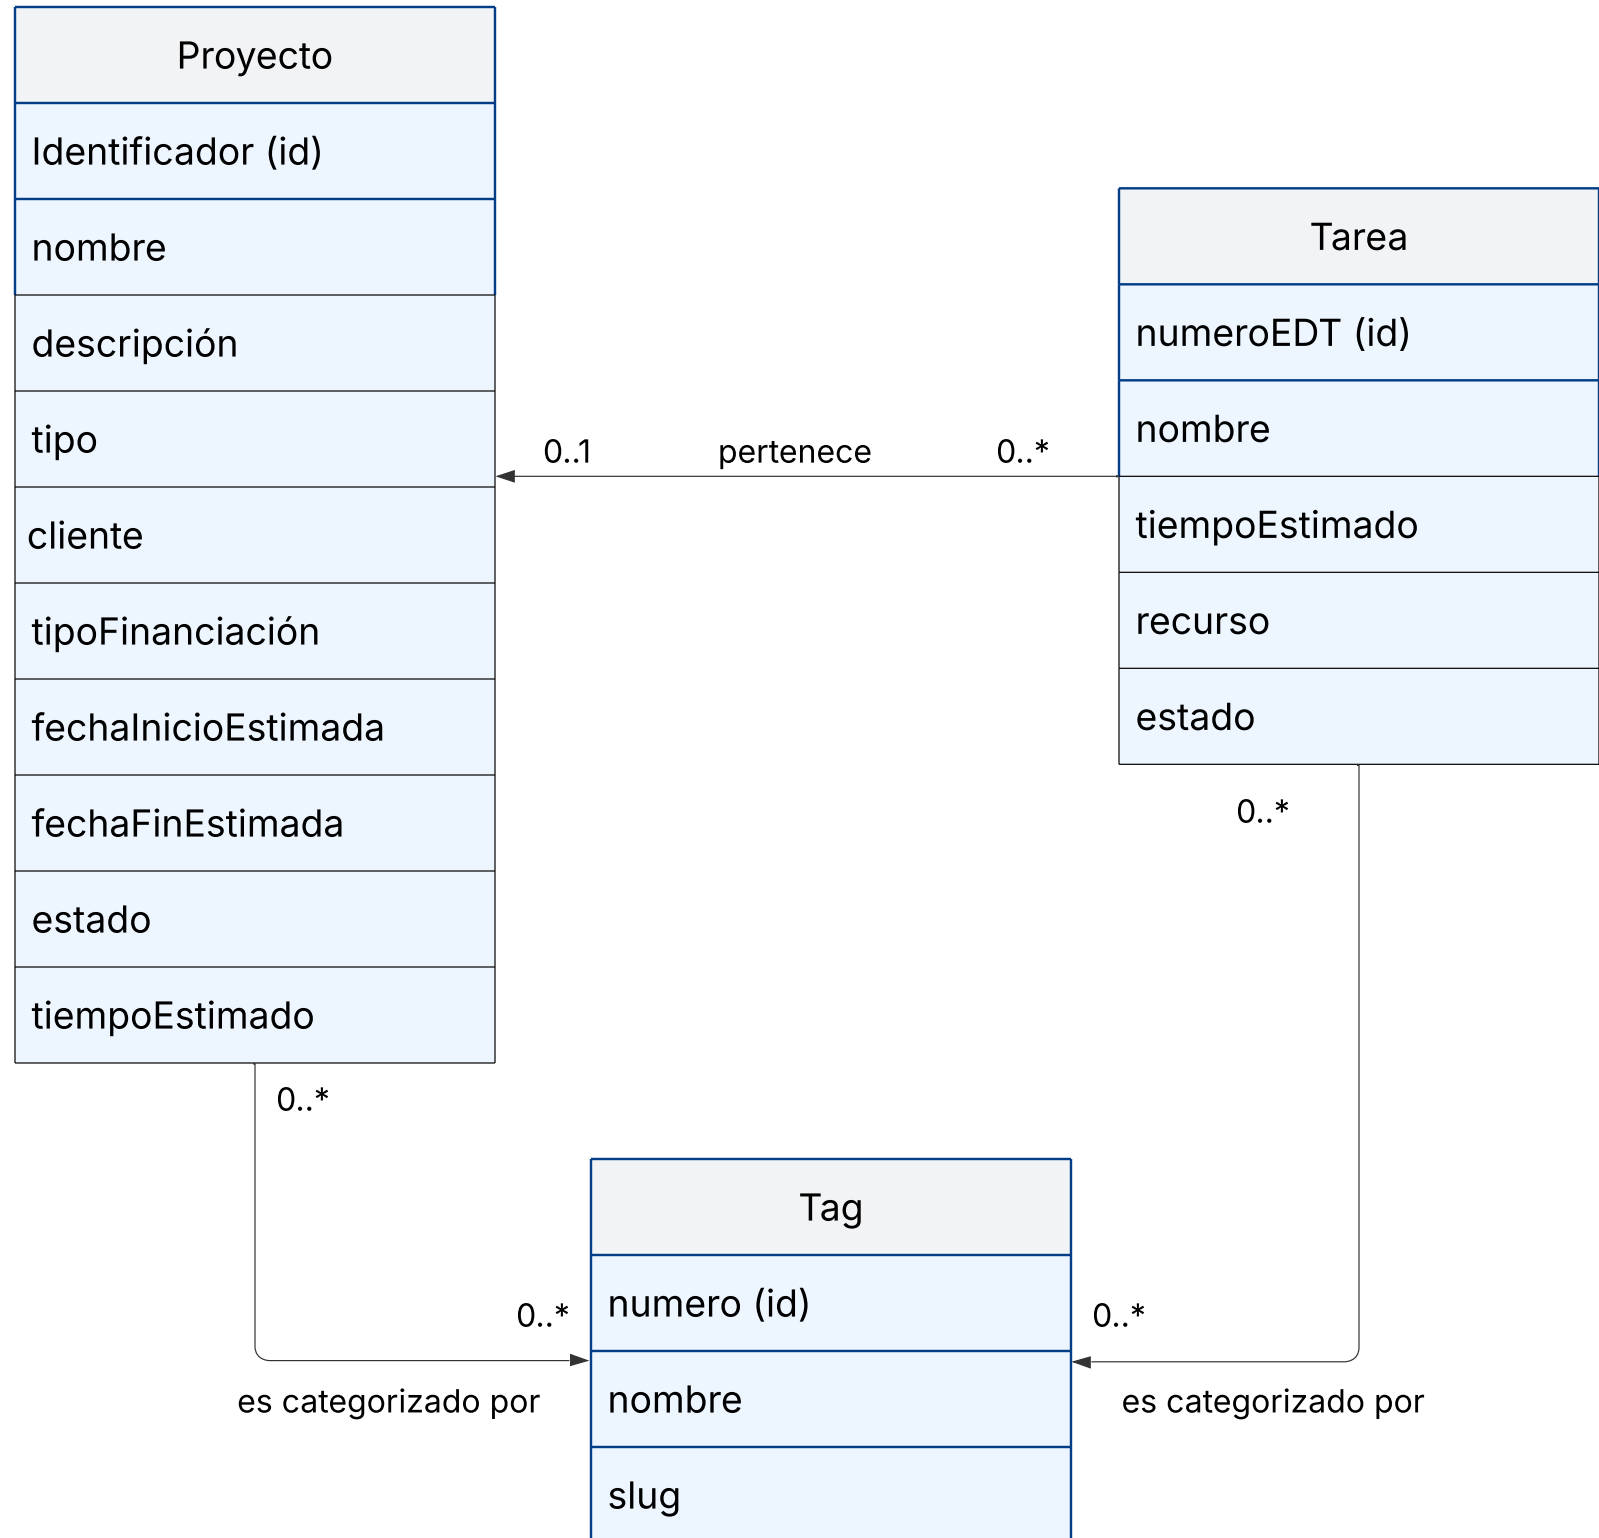 Proyecto
Identificador (id)
nombre
descripción
tipo
cliente
tipoFinanciación
fechaInicioEstimada
fechaFinEstimada
estado
tiempoEstimado
0..1
pertenece
0..*
Tarea
numeroEDT (id)
nombre
tiempoEstimado
recurso
estado
0..*
0..*
0..*
es categorizado por
Tag
numero (id)
nombre
slug
0..*
es categorizado por